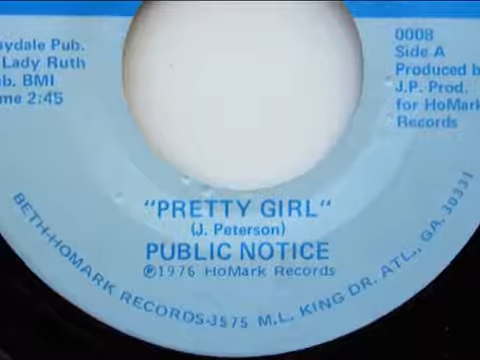 aydale Pub.
Lady Ruth
b. BMI
me 2:45
0008
Side A
Produced b
J.P. Prod.
for HoMark
Records
"PRETTY GIRL"
(J. Peterson)
PUBLIC NOTICE
℗1976 HoMark Records
BETH-HOMARK RECORDS-3575 M.L. KING DR. ATL., GA. 30331